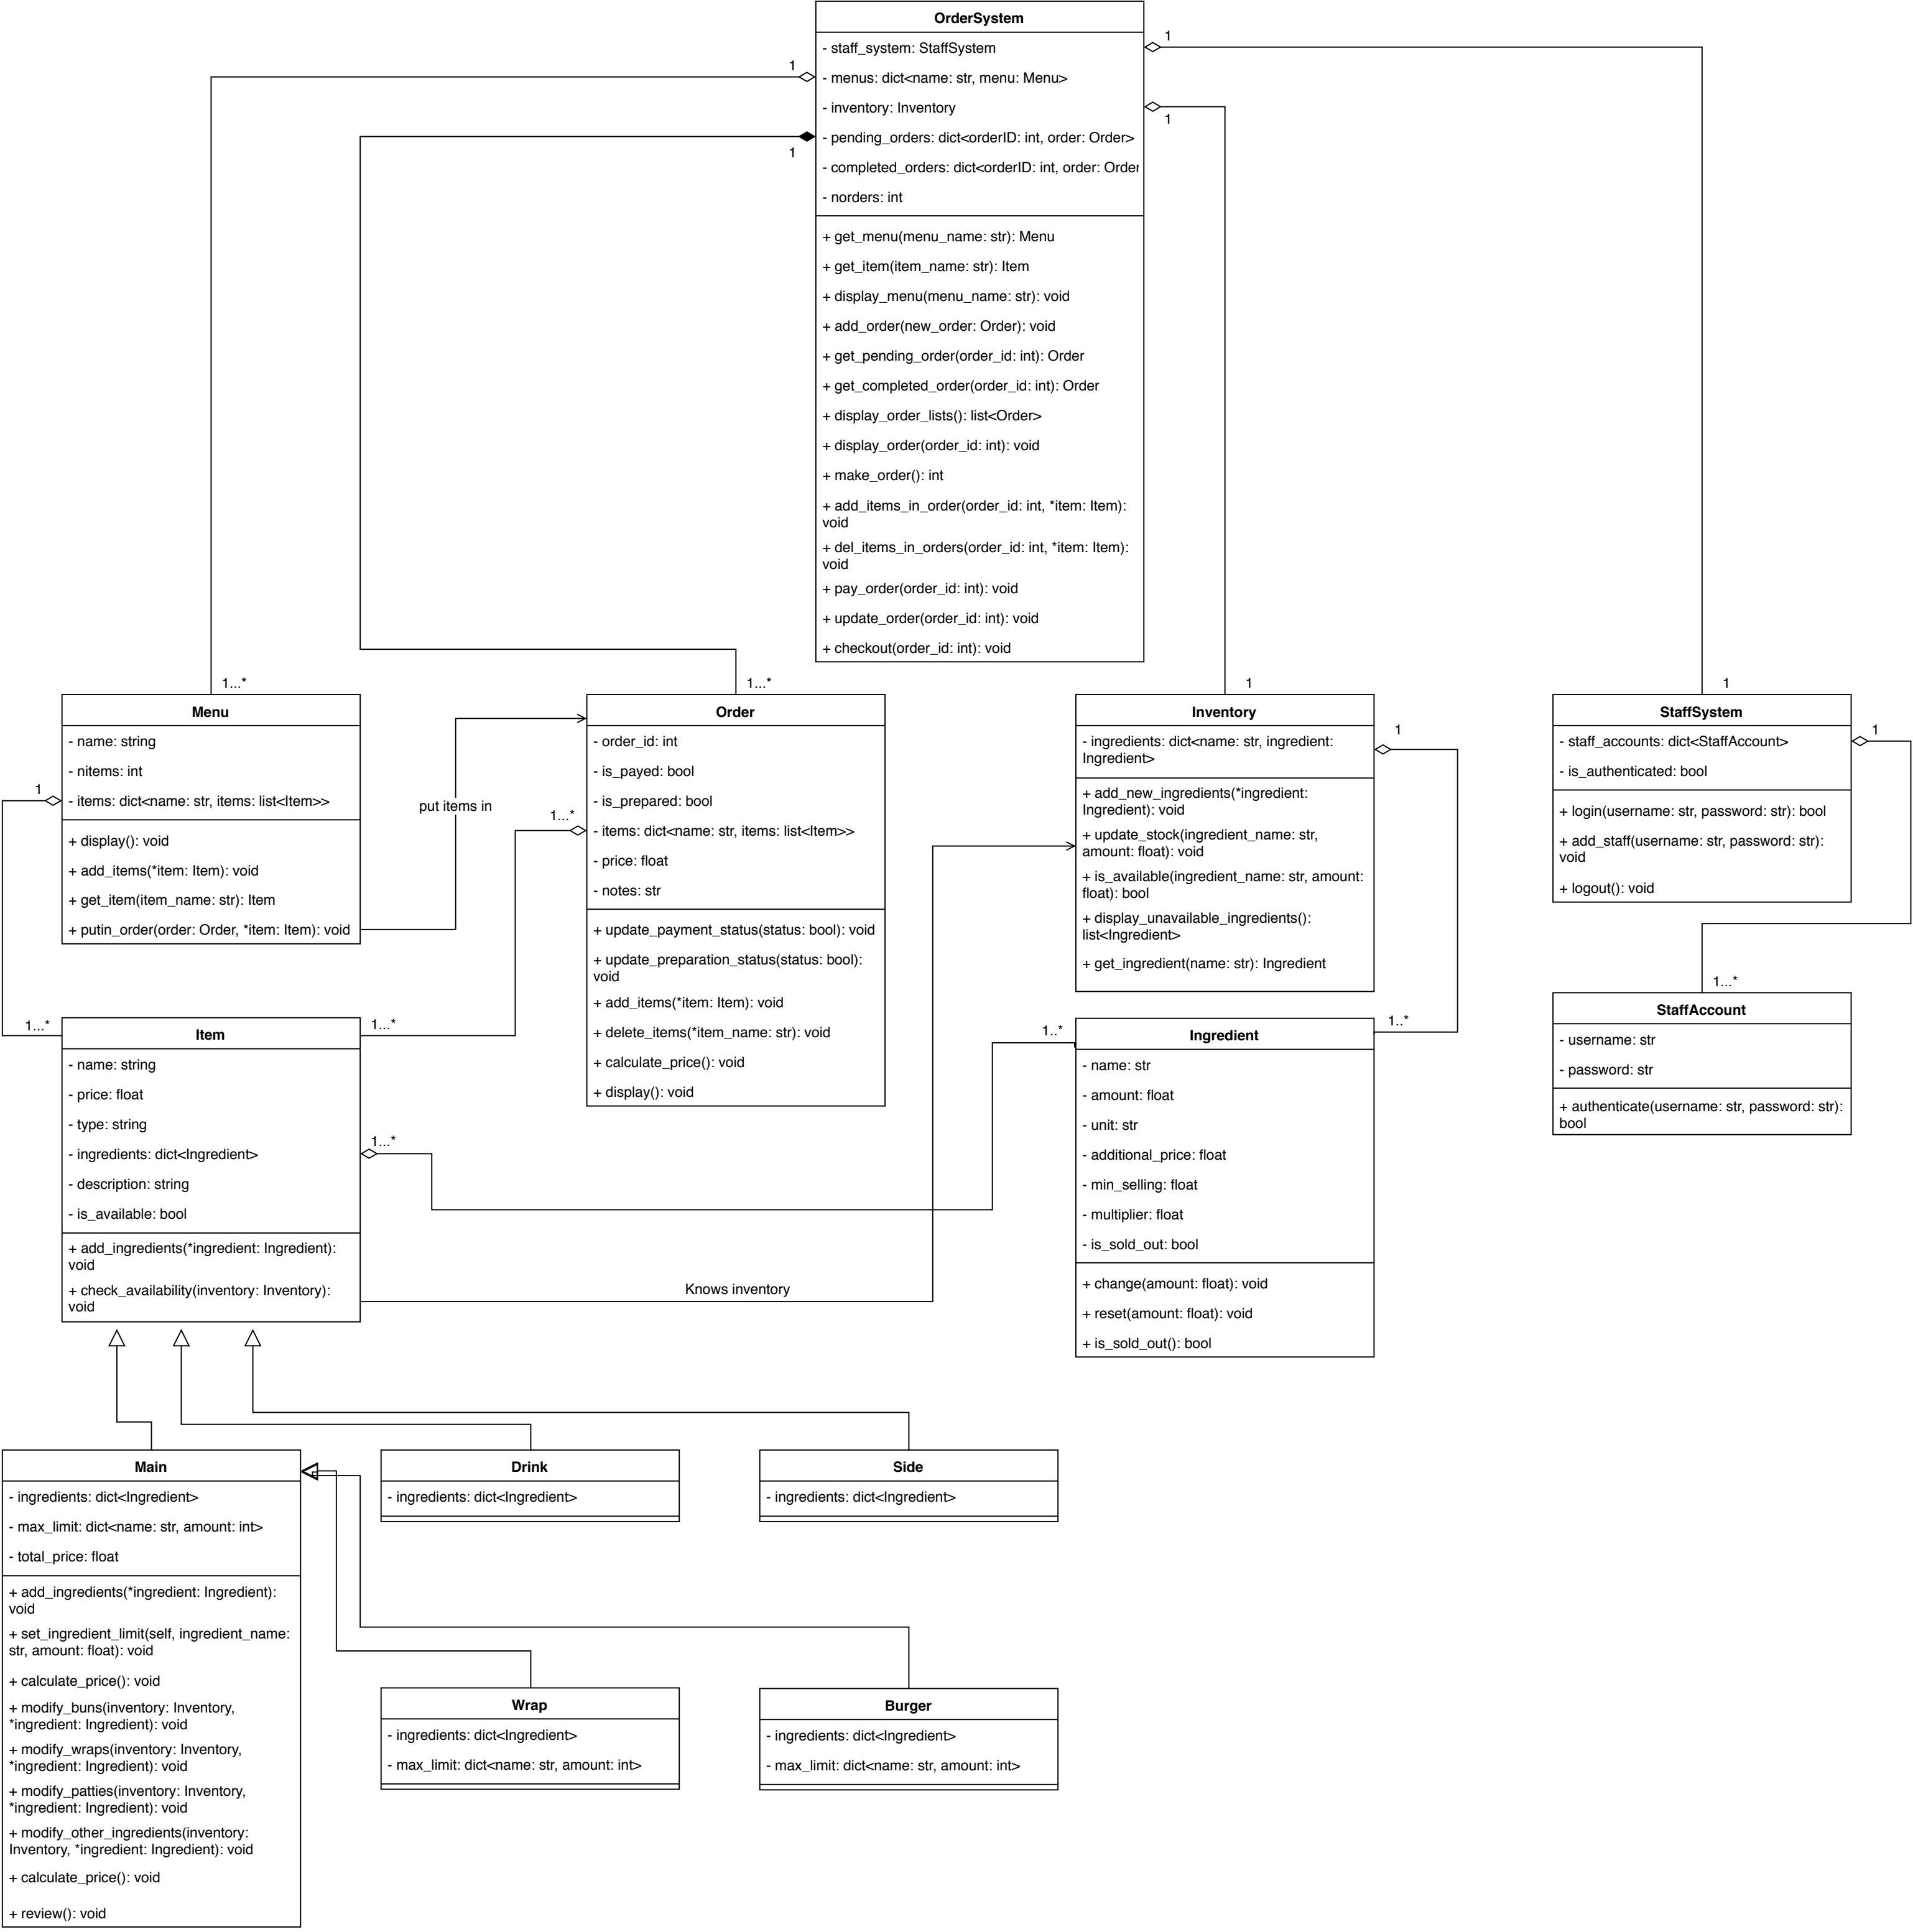 OrderSystem
- staff_system: StaffSystem
- menus: dict<name: str, menu: Menu>
- inventory: Inventory
- pending_orders: dict<orderID: int, order: Order>
- completed_orders: dict<orderID: int, order: Order
- norders: int
+ get_menu(menu_name: str): Menu
+ get_item(item_name: str): Item
+ display_menu(menu_name: str): void
+ add_order(new_order: Order): void
+ get_pending_order(order_id: int): Order
+ get_completed_order(order_id: int): Order
+ display_order_lists(): list<Order>
+ display_order(order_id: int): void
+ make_order(): int
+ add_items_in_order(order_id: int, *item: Item):
void
+ del_items_in_orders(order_id: int, *item: Item):
void
+ pay_order(order_id: int): void
+ update_order(order_id: int): void
+ checkout(order_id: int): void
1
1
1
1
1...*
1...*
1
1
Menu
- name: string
- nitems: int
- items: dict<name: str, items: list<Item>>
+ display(): void
+ add_items(*item: Item): void
+ get_item(item_name: str): Item
+ putin_order(order: Order, *item: Item): void
1
put items in
1...*
Order
- order_id: int
- is_payed: bool
- is_prepared: bool
- items: dict<name: str, items: list<Item>>
- price: float
- notes: str
+ update_payment_status(status: bool): void
+ update_preparation_status(status: bool):
void
+ add_items(*item: Item): void
+ delete_items(*item_name: str): void
+ calculate_price(): void
+ display(): void
Inventory
- ingredients: dict<name: str, ingredient:
Ingredient>
+ add_new_ingredients(*ingredient:
Ingredient): void
+ update_stock(ingredient_name: str,
amount: float): void
+ is_available(ingredient_name: str, amount:
float): bool
+ display_unavailable_ingredients():
list<Ingredient>
+ get_ingredient(name: str): Ingredient
1
StaffSystem
- staff_accounts: dict<StaffAccount>
- is_authenticated: bool
+ login(username: str, password: str): bool
+ add_staff(username: str, password: str):
void
+ logout(): void
1
1...*
StaffAccount
- username: str
- password: str
+ authenticate(username: str, password: str):
bool
1...*
1...*
Item
- name: string
- price: float
- type: string
- ingredients: dict<Ingredient>
- description: string
- is_available: bool
+ add_ingredients(*ingredient: Ingredient):
void
+ check_availability(inventory: Inventory):
void
1...*
Knows inventory
1..*
1..*
Ingredient
- name: str
- amount: float
- unit: str
- additional_price: float
- min_selling: float
- multiplier: float
- is_sold_out: bool
+ change(amount: float): void
+ reset(amount: float): void
+ is_sold_out(): bool
Main
- ingredients: dict<Ingredient>
- max_limit: dict<name: str, amount: int>
- total_price: float
+ add_ingredients(*ingredient: Ingredient):
void
+ set_ingredient_limit(self, ingredient_name:
str, amount: float): void
+ calculate_price(): void
+ modify_buns(inventory: Inventory,
*ingredient: Ingredient): void
+ modify_wraps(inventory: Inventory,
*ingredient: Ingredient): void
+ modify_patties(inventory: Inventory,
*ingredient: Ingredient): void
+ modify_other_ingredients(inventory:
Inventory, *ingredient: Ingredient): void
+ calculate_price(): void
+ review(): void
Drink
- ingredients: dict<Ingredient>
Side
- ingredients: dict<Ingredient>
Wrap
- ingredients: dict<Ingredient>
- max_limit: dict<name: str, amount: int>
Burger
- ingredients: dict<Ingredient>
- max_limit: dict<name: str, amount: int>